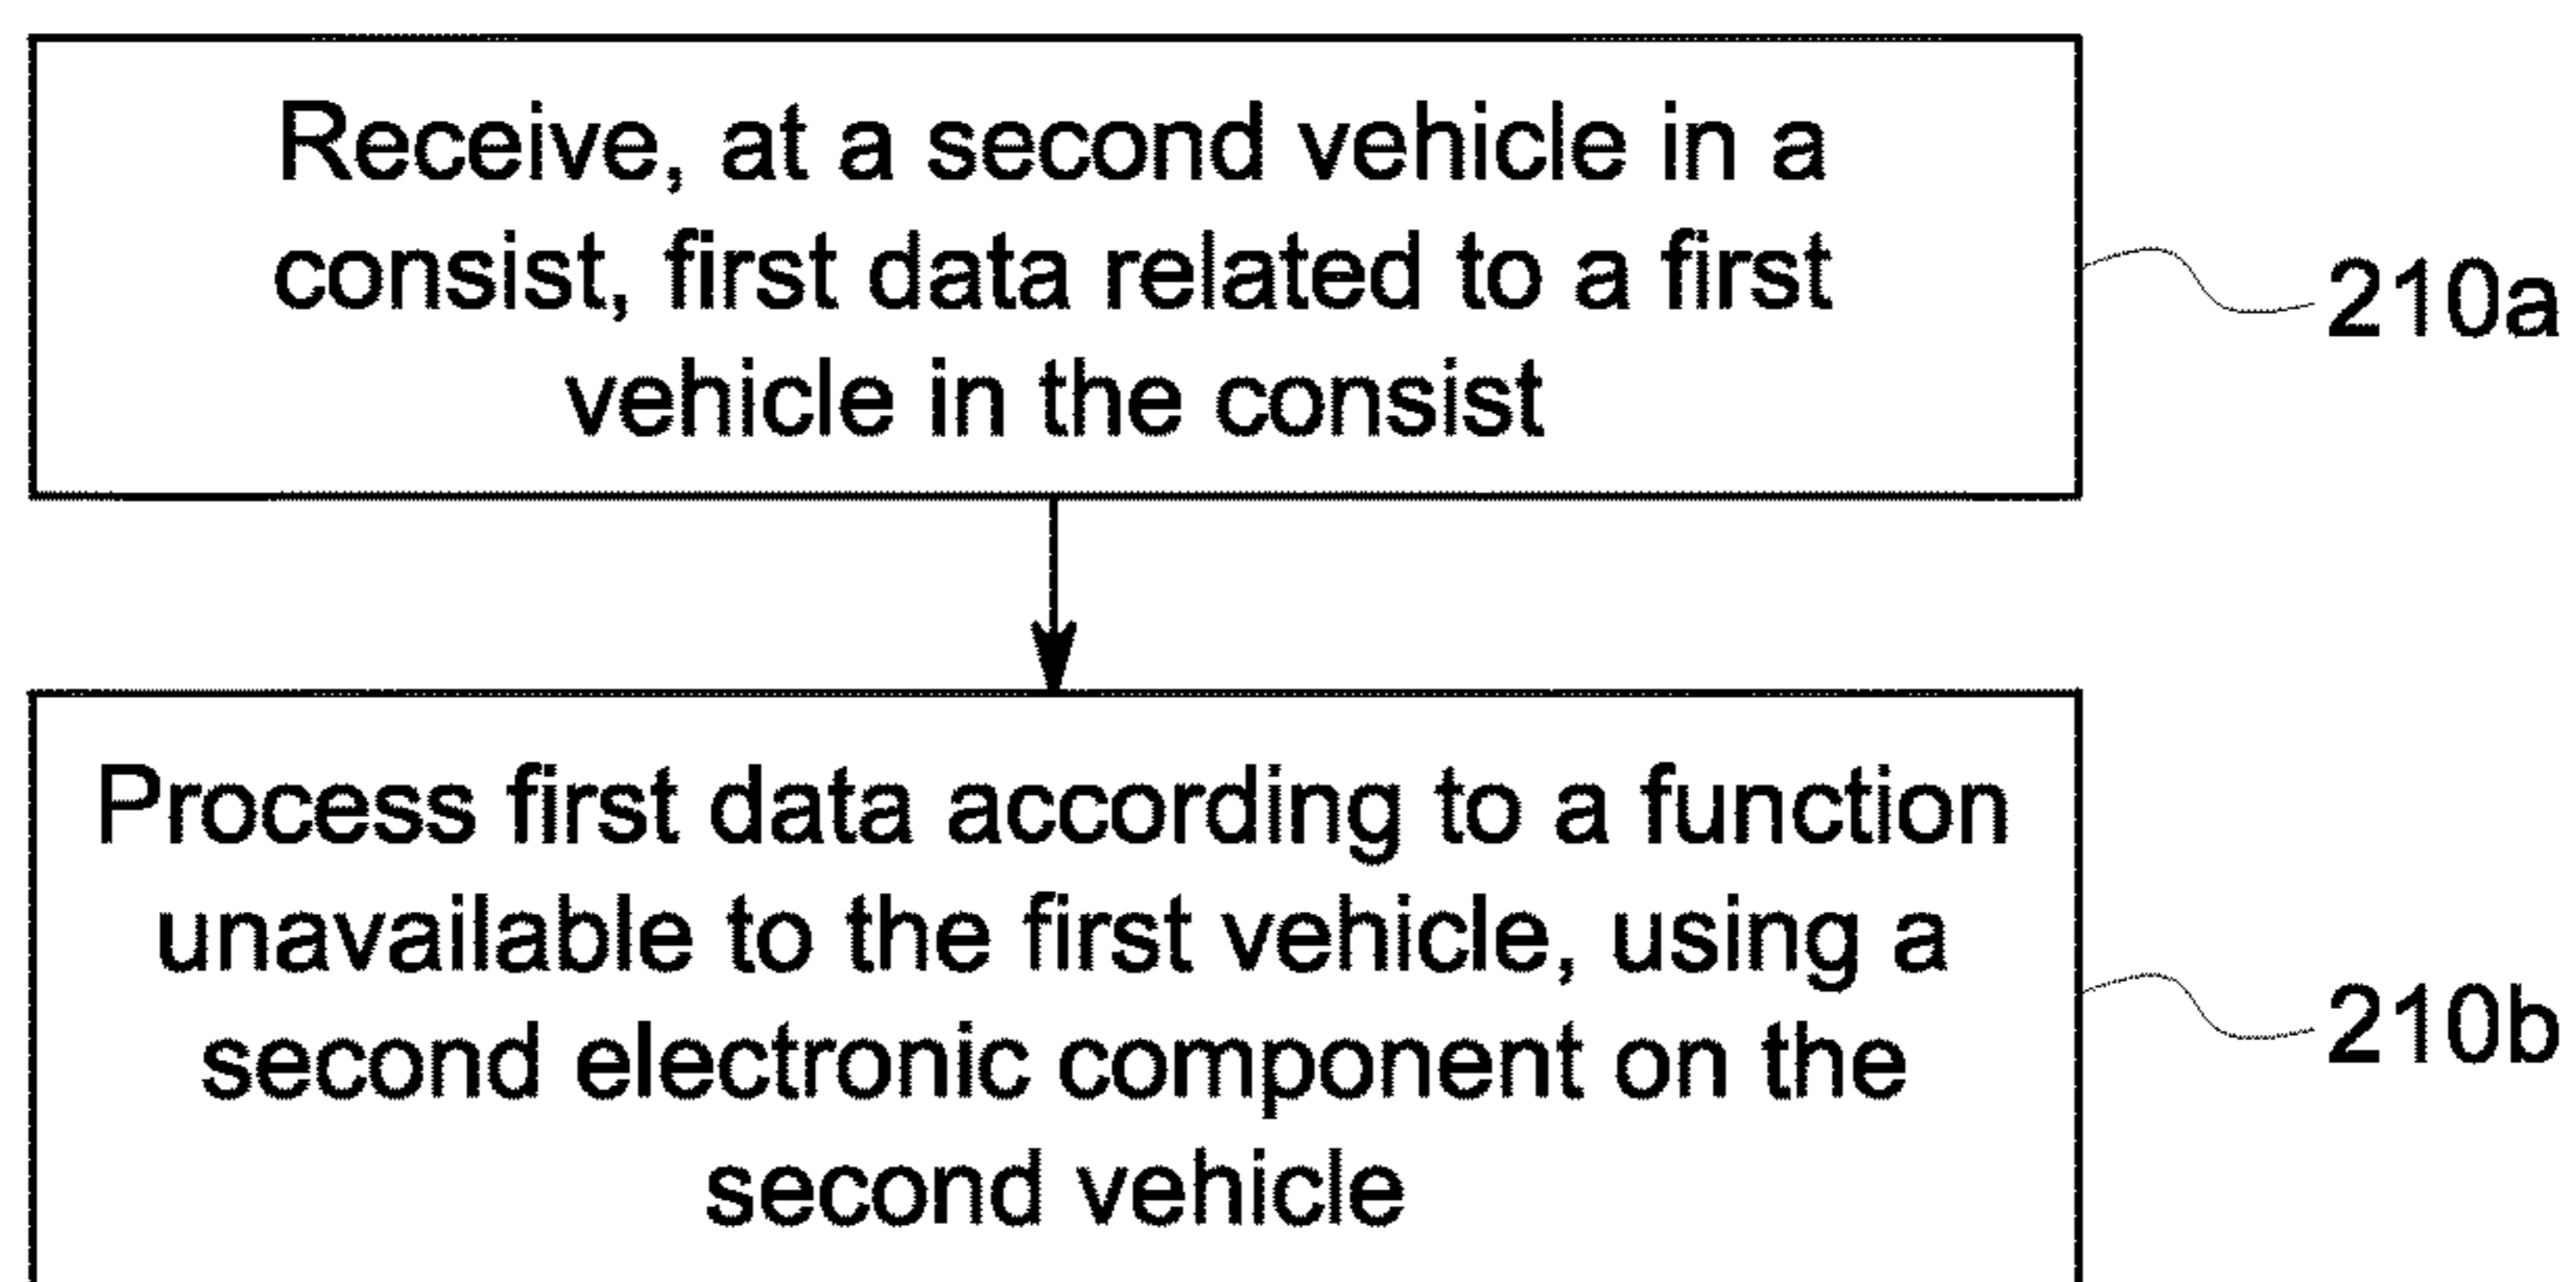 Receive, at a second vehicle in a
consist, first data related to a first
vehicle in the consist
210a
Process first data according to a function
unavailable to the first vehicle, using a
second electronic component on the
second vehicle
210b